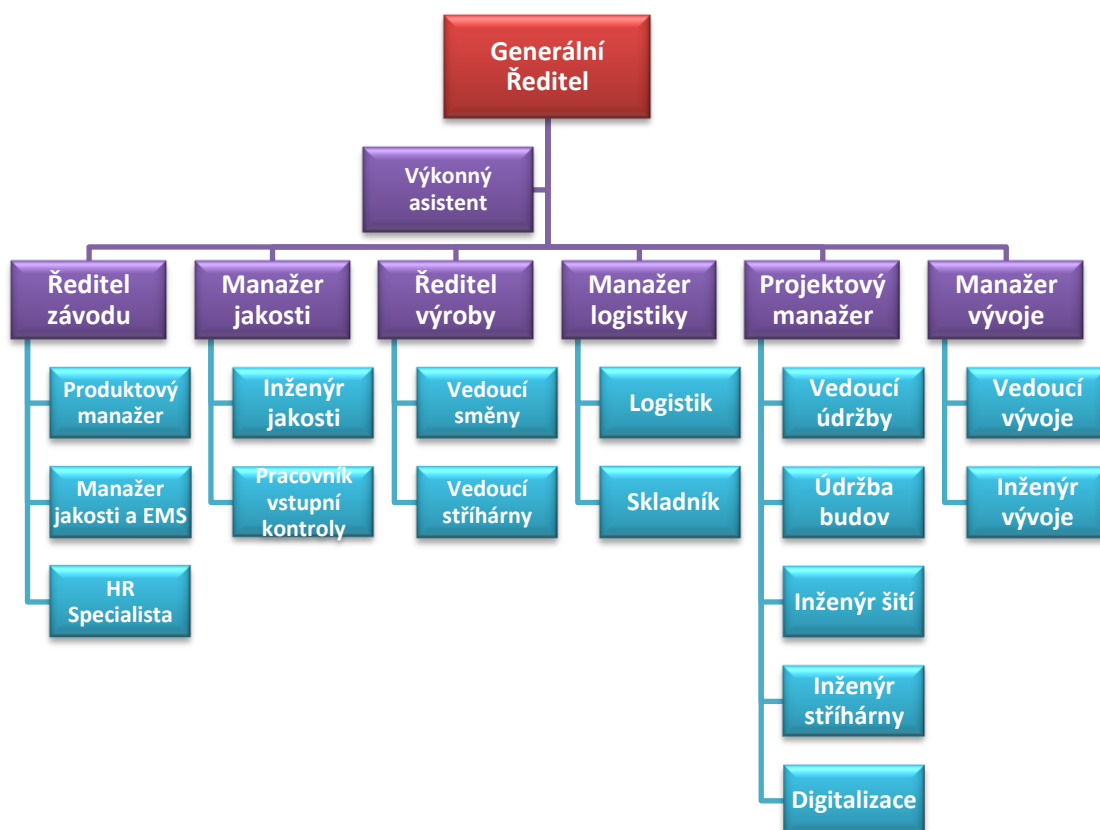 Generální
Ředitel
Výkonný
asistent
Ředitel
závodu
Manažer
jakosti
Ředitel
výroby
Manažer
logistiky
Projektový
manažer
Manažer
vývoje
Produktový
manažer
Manažer
jakosti a EMS
HR
Specialista
Inženýr
jakosti
Pracovník
vstupní
kontroly
Vedoucí
směny
Vedoucí
stříhárny
Logistik
Skladník
Vedoucí
údržby
Údržba
budov
Inženýr šití
Inženýr
stříhárny
Digitalizace
Vedoucí
vývoje
Inženýr
vývoje